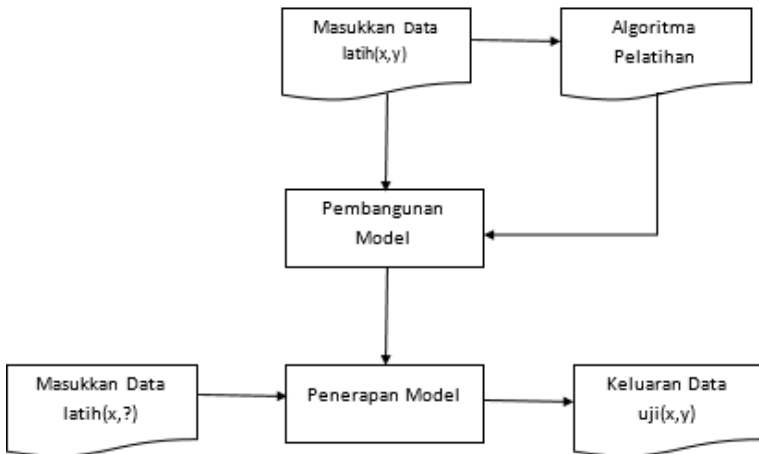 Masukkan Data
latih(x,y)
Algoritma
Pelatihan
Pembangunan
Model
Masukkan Data
latih(x,?)
Penerapan Model
Keluaran Data
uji(x,y)